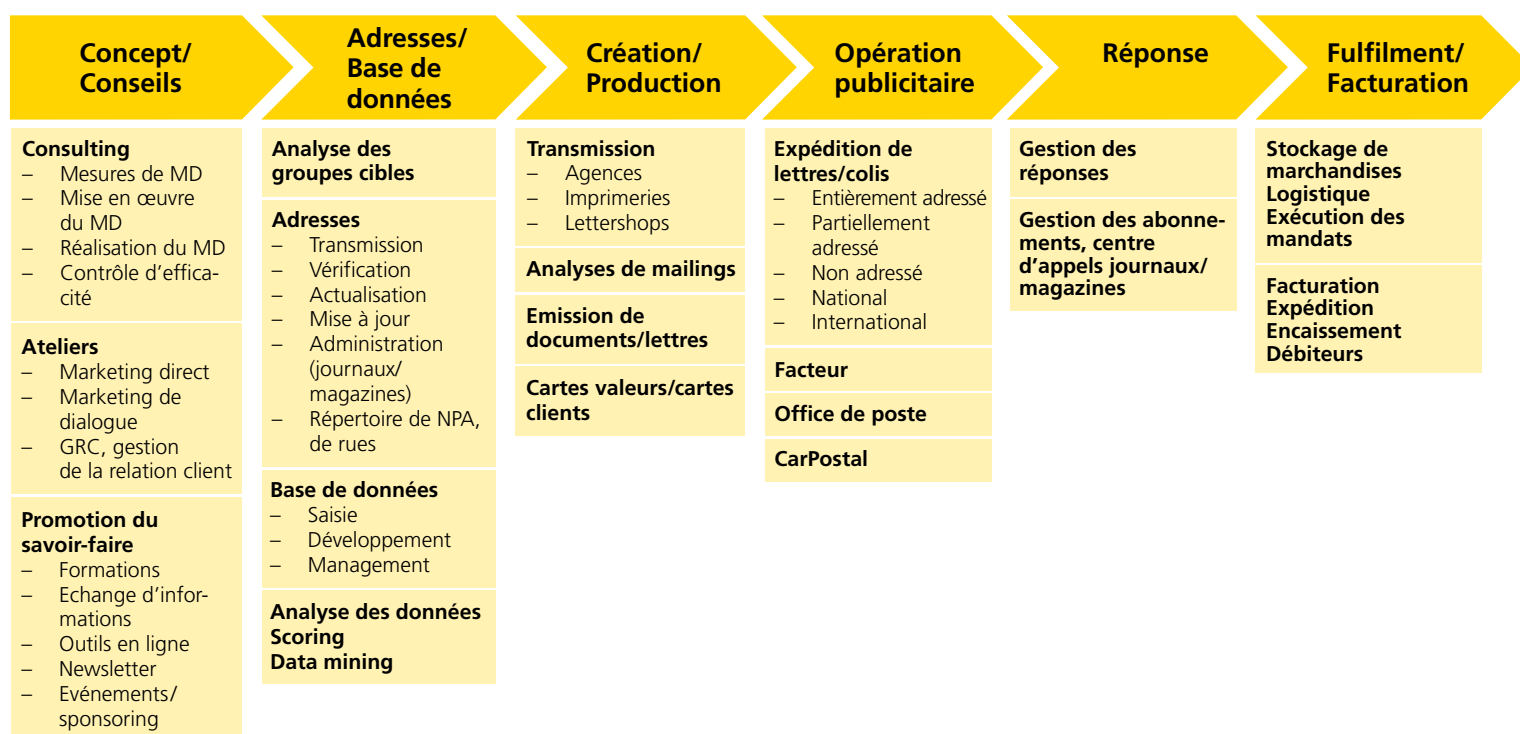 Concept/
Conseils
Adresses/
Base de
données
Création/
Production
Opération
publicitaire
Réponse
Fulfilment/
Facturation
Consulting
– Mesures de MD
– Mise en œuvre
du MD
– Réalisation du MD
– Contrôle d'effica-
cité
Ateliers
– Marketing direct
– Marketing de
dialogue
– GRC, gestion
de la relation client
Promotion du
savoir-faire
– Formations
– Echange d'infor-
mations
– Outils en ligne
– Newsletter
– Evénements/
sponsoring
Analyse des
groupes cibles
Adresses
– Transmission
– Vérification
– Actualisation
– Mise à jour
– Administration
(journaux/
magazines)
– Répertoire de NPA,
de rues
Base de données
– Saisie
– Développement
– Management
Analyse des données
Scoring
Data mining
Transmission
– Agences
– Imprimeries
– Lettershops
Analyses de mailings
Emission de
documents/lettres
Cartes valeurs/cartes
clients
Expédition de
lettres/colis
– Entièrement adressé
– Partiellement
adressé
– Non adressé
– National
– International
Facteur
Office de poste
CarPostal
Gestion des
réponses
Gestion des abonne-
ments, centre
d'appels journaux/
magazines
Stockage de
marchandises
Logistique
Exécution des
mandats
Facturation
Expédition
Encaissement
Débiteurs